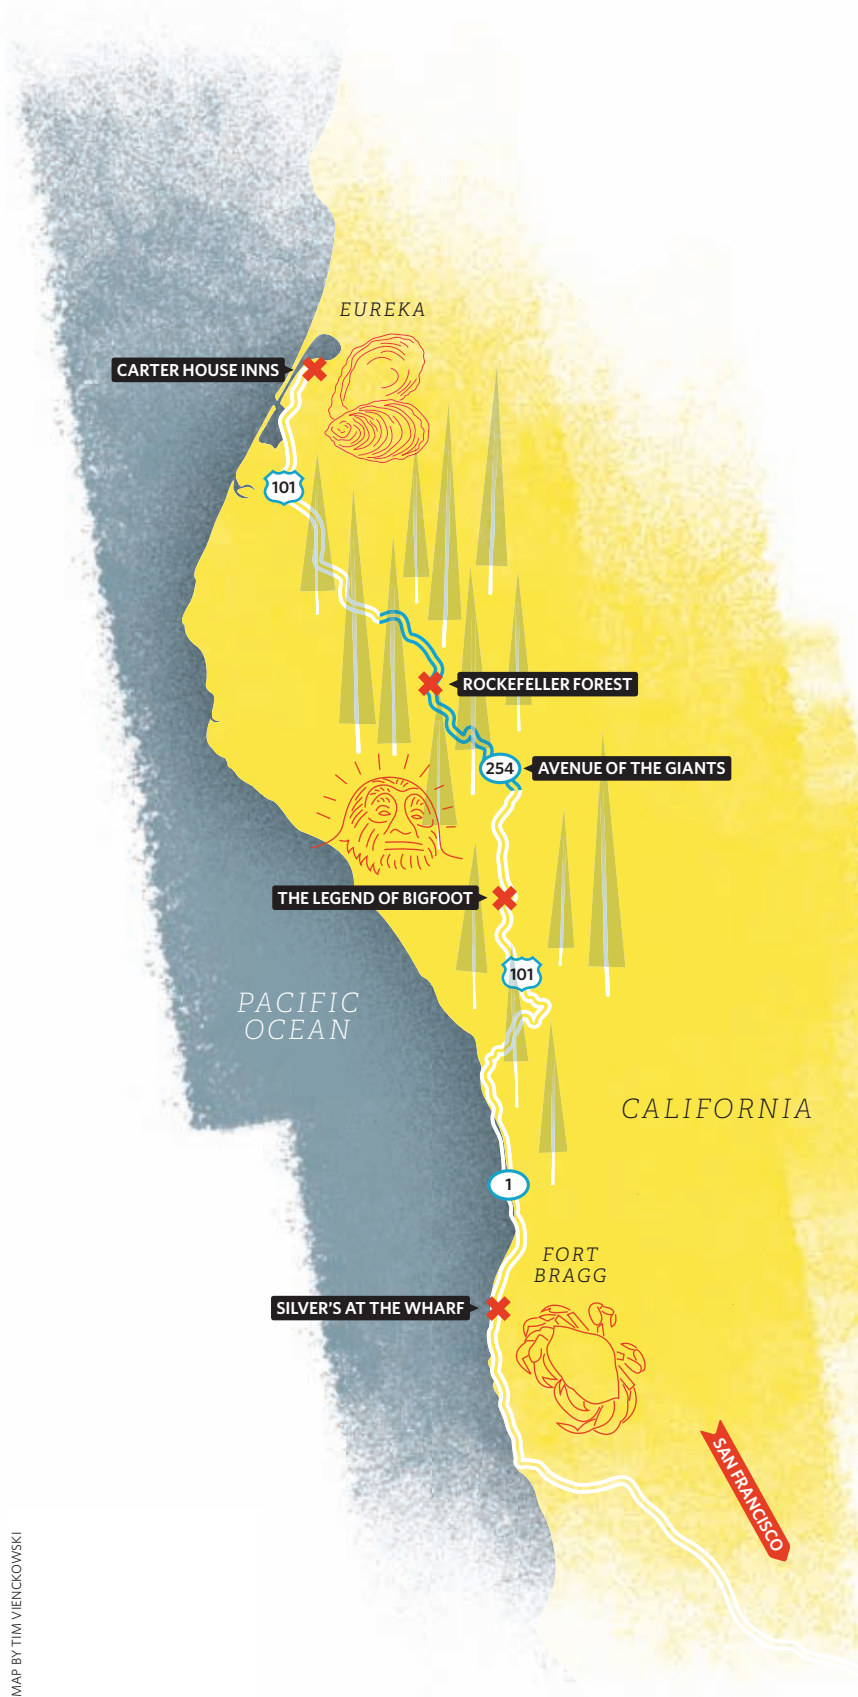 EUREKA
CARTER HOUSE INNS
101
ROCKEFELLER FOREST
254
AVENUE OF THE GIANTS
THE LEGEND OF BIGFOOT
101
PACIFIC
OCEAN
CALIFORNIA
1
FORT
BRAGG
SILVER'S AT THE WHARF
SAN FRANCISCO
MAP BY TIM VIENCKOWSKI